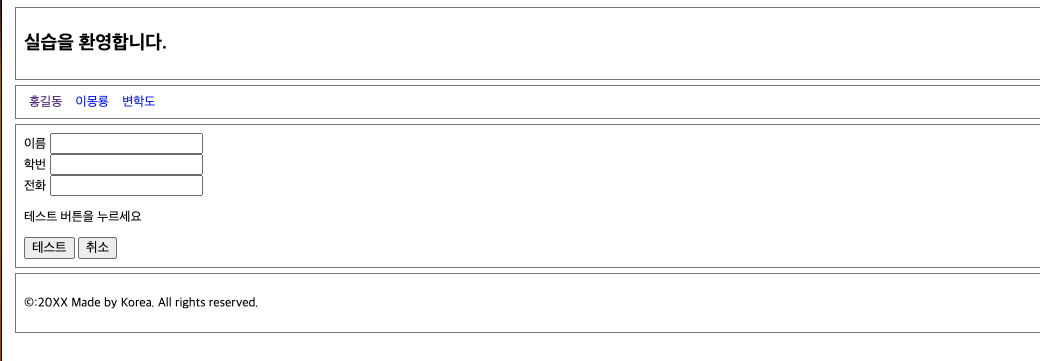 실습을 환영합니다.
홍길동 이몽룡 변학도
이름
학번
전화
테스트 버튼을 누르세요
테스트 취소
©:20XX Made by Korea. All rights reserved.